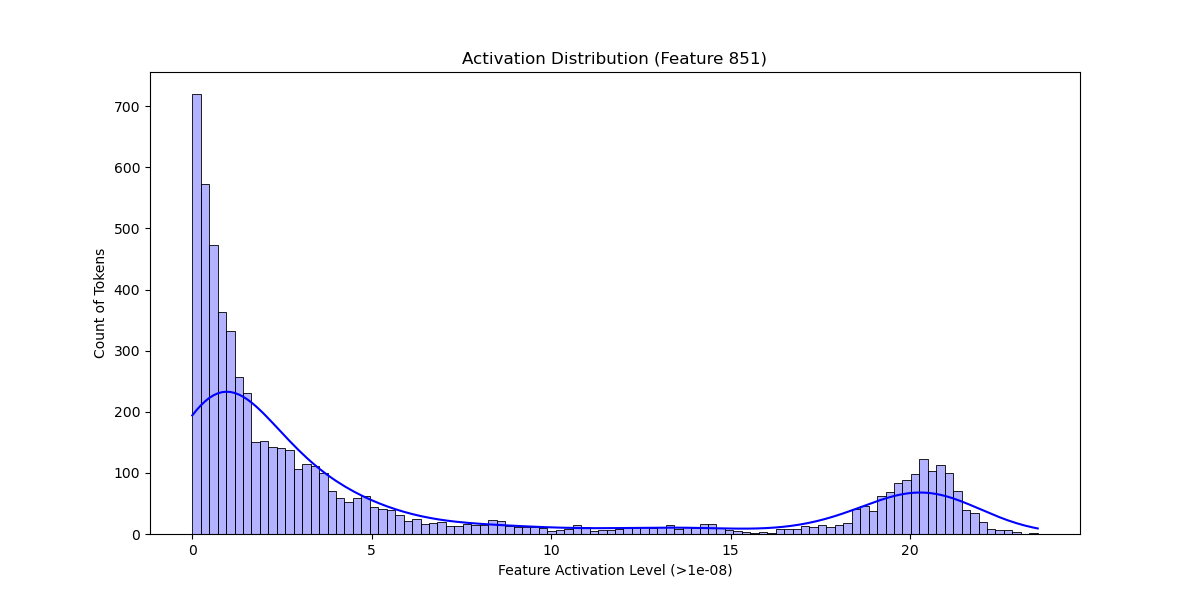 Activation Distribution (Feature 851)
Count of Tokens
700
600
500
400
300
200
100
0
0 5 10 15 20
Feature Activation Level (>1e-08)